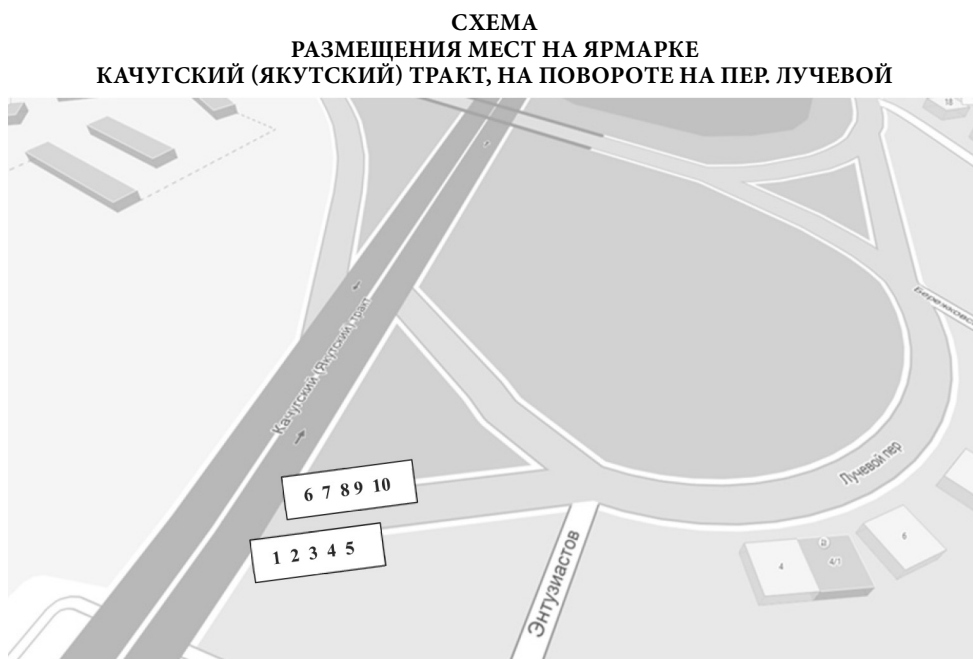 СХЕМА
РАЗМЕЩЕНИЯ МЕСТ НА ЯРМАРКЕ
КАЧУГСКИЙ (ЯКУТСКИЙ) ТРАКТ, НА ПОВОРОТЕ НА ПЕР. ЛУЧЕВОЙ
18
Качугский (Якутский) тракт
Лучевой пер
6 7 8 9 10
1 2 3 4 5
Энтузиастов
4
4/1
6